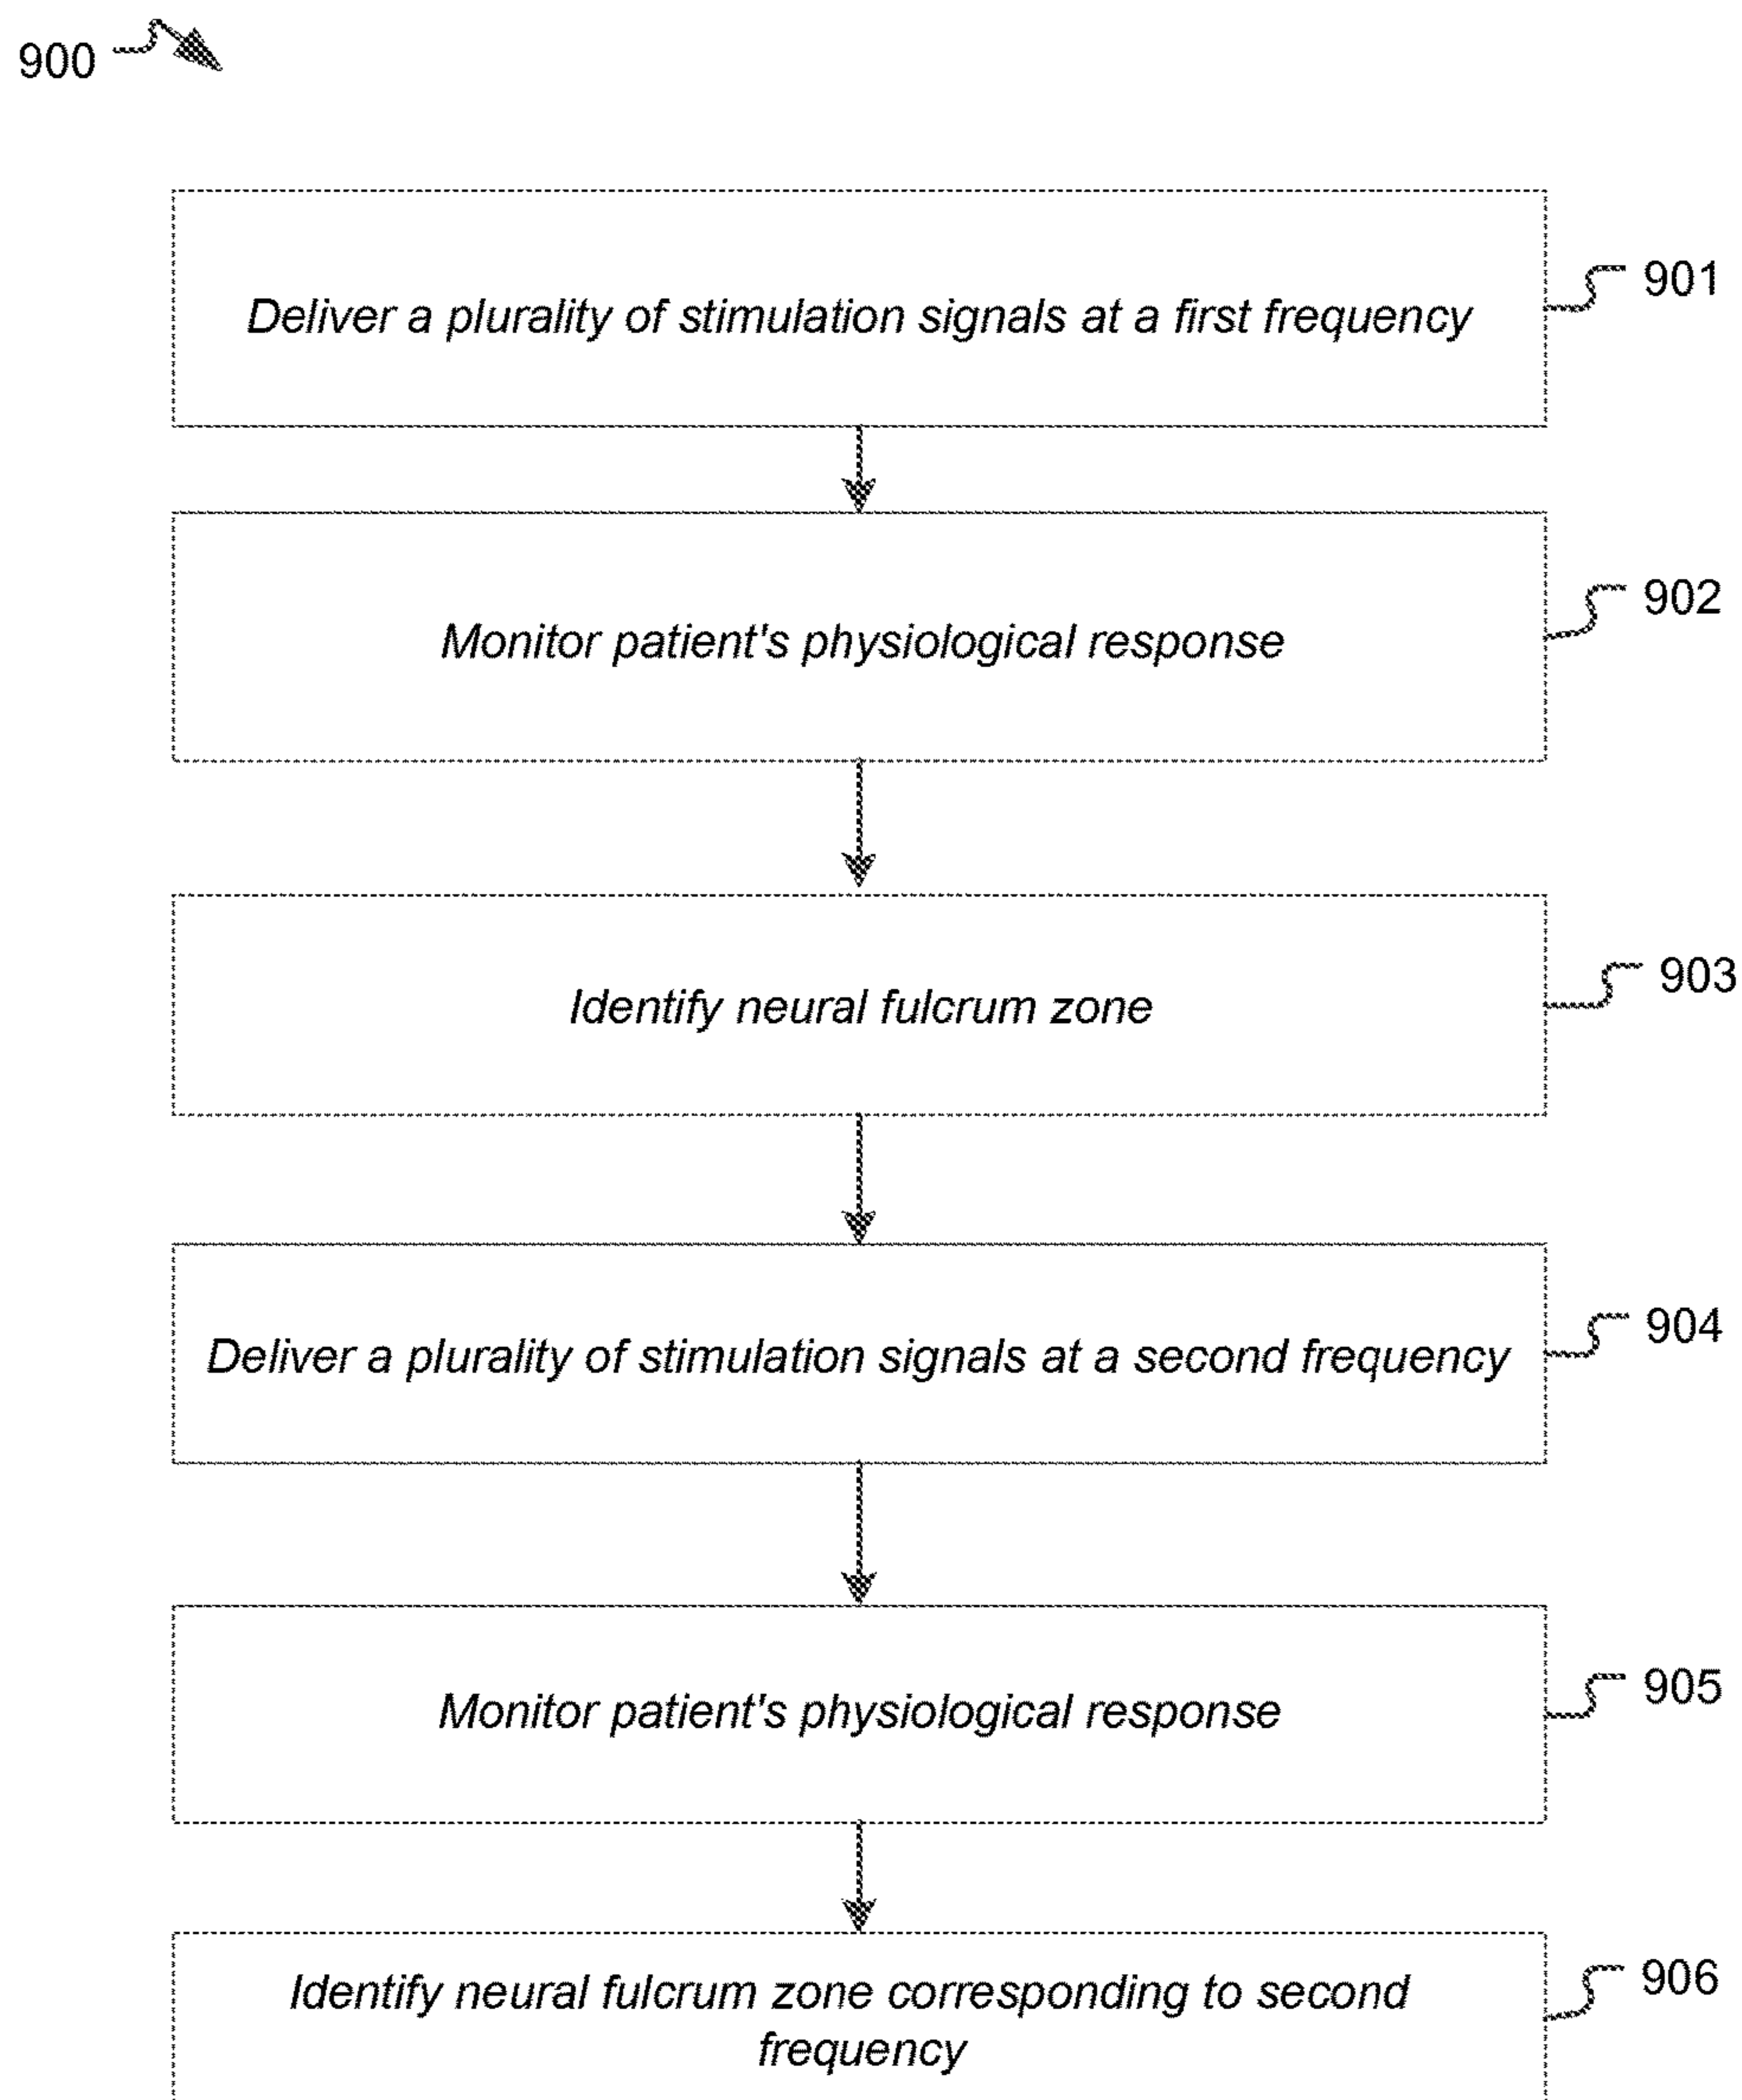 900
Deliver a plurality of stimulation signals at a first frequency
901
Monitor patient's physiological response
902
Identify neural fulcrum zone
903
Deliver a plurality of stimulation signals at a second frequency
904
Monitor patient's physiological response
905
Identify neural fulcrum zone corresponding to second
frequency
906